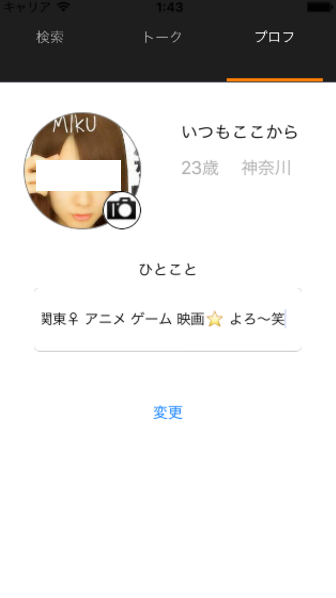 キャリア 1:43
検索 トーク プロフ
MIKU
いつもここから
23歳 神奈川
ひとこと
関東♀ アニメ ゲーム 映画⭐ よろ〜笑
変更